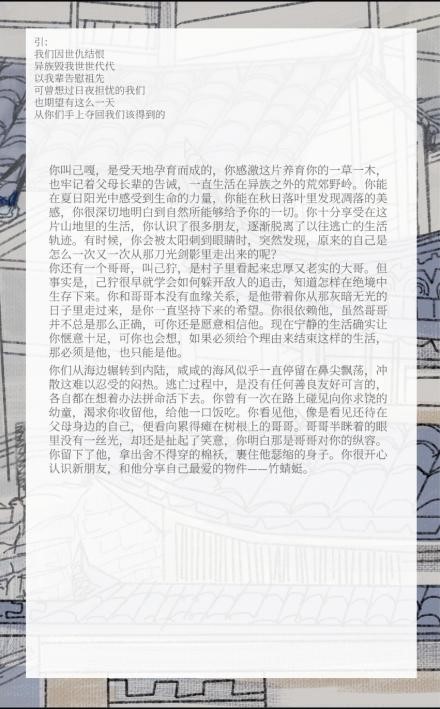 引：
我们因世仇结恨
异族毁我世世代代
以我辈告慰祖先
可曾想过日夜担忧的我们
也期望有这么一天
从你们手上夺回我们该得到的
你叫己嘎，是受天地孕育而成的，你感激这片养育你的一草一木，
也牢记着父母长辈的告诫，一直生活在异族之外的荒郊野岭。你能
在夏日阳光中感受到生命的力量，你能在秋日落叶里发现凋落的美
感，你很深切地明白到自然所能够给予你的一切。你十分享受在这
片山地里的生活，你认识了很多朋友，逐渐脱离了以往逃亡的生活
轨迹。有时候，你会被太阳刺到眼睛时，突然发现，原来的自己是
怎么一次又一次从那刀光剑影里走出来的呢？
你还有一个哥哥，叫己狞，是村子里看起来忠厚又老实的大哥。但
事实是，己狞很早就学会如何躲开敌人的追击，知道怎样在绝境中
生存下来。你和哥哥本没有血缘关系，是他带着你从那灰暗无光的
日子里走过来，是你一直坚持下来的希望。你很依赖他，虽然哥哥
并不总是那么正确，可你还是愿意相信他。现在宁静的生活确实让
你惬意十足，可你也会想，如果必须给个理由来结束这样的生活，
那必须是他，也只能是他。
你们从海边辗转到内陆，咸咸的海风似乎一直停留在鼻尖飘荡，冲
散这难以忍受的闷热。逃亡过程中，是没有任何善良友好可言的，
各自都在想着办法拼命活下去。你曾有一次在路上碰见向你求饶的
幼童，渴求你收留他，给他一口饭吃。你看见他，像是看见还待在
父母身边的自己，便看向累得瘫在树根上的哥哥。哥哥半眯着的眼
里没有一丝光，却还是扯起了笑意，你明白那是哥哥对你的纵容。
你留下了他，拿出舍不得穿的棉袄，裹住他瑟缩的身子。你很开心
认识新朋友，和他分享自己最爱的物件——竹蜻蜓。